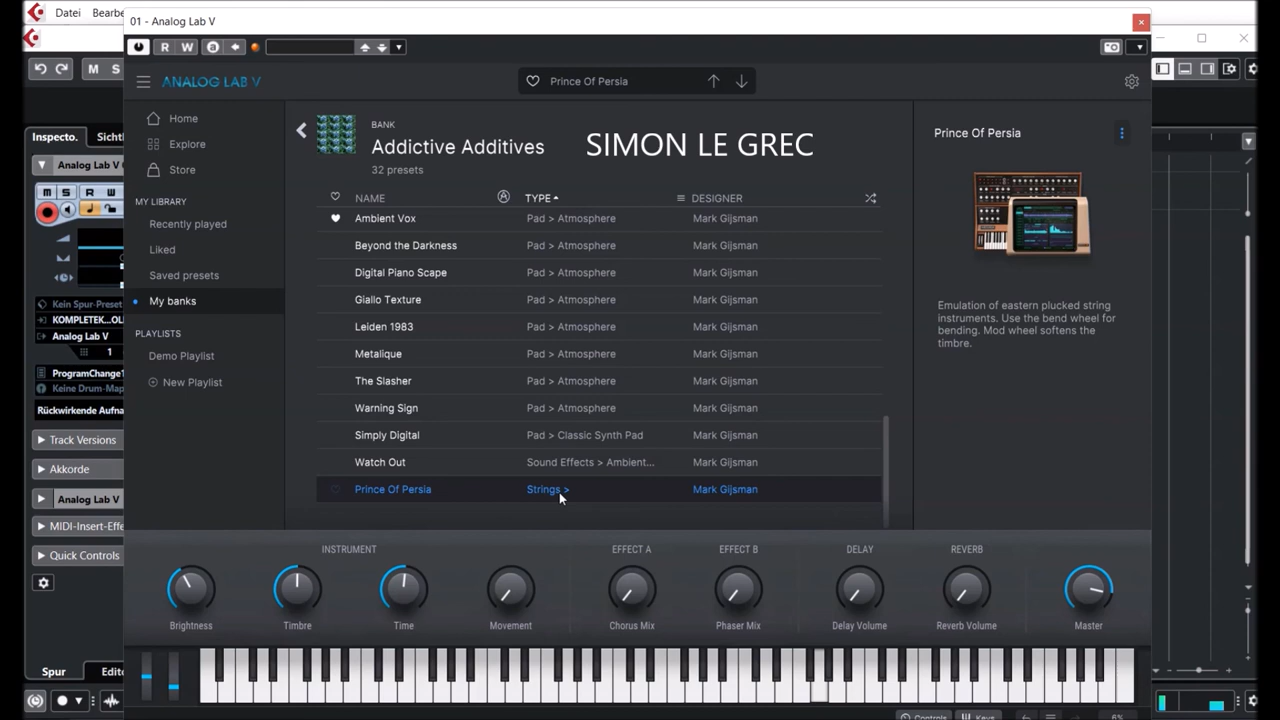 Datei Bearbe
01 - Analog Lab V
R W
M S
ANALOG LAB V
Prince Of Persia
Home
Explore
Store
MY LIBRARY
Recently played
Liked
Saved presets
My banks
PLAYLISTS
Demo Playlist
New Playlist
BANK
Addictive Additives
32 presets
SIMON LE GREC
NAME TYPE DESIGNER
Ambient Vox Pad > Atmosphere Mark Gijsman
Beyond the Darkness Pad > Atmosphere Mark Gijsman
Digital Piano Scape Pad > Atmosphere Mark Gijsman
Giallo Texture Pad > Atmosphere Mark Gijsman
Leiden 1983 Pad > Atmosphere Mark Gijsman
Metalique Pad > Atmosphere Mark Gijsman
The Slasher Pad > Atmosphere Mark Gijsman
Warning Sign Pad > Atmosphere Mark Gijsman
Simply Digital Pad > Classic Synth Pad Mark Gijsman
Watch Out Sound Effects > Ambient... Mark Gijsman
Prince Of Persia Strings > Mark Gijsman
Prince Of Persia
Emulation of eastern plucked string
instruments. Use the bend wheel for
bending. Mod wheel softens the
timbre.
Inspecto. Sicht
Analog Lab V
M S R W
Kein Spur-Preset
KOMPLETEK...OL
Analog Lab V
1
ProgramChange1
Keine Drum-Map
Rückwirkende Aufna
Track Versions
Akkorde
Analog Lab V
MIDI-Insert-Effe
Quick Controls
Spur Edito
INSTRUMENT EFFECT A EFFECT B DELAY REVERB
Brightness Timbre Time Movement Chorus Mix Phaser Mix Delay Volume Reverb Volume Master
Controls Keys 6%